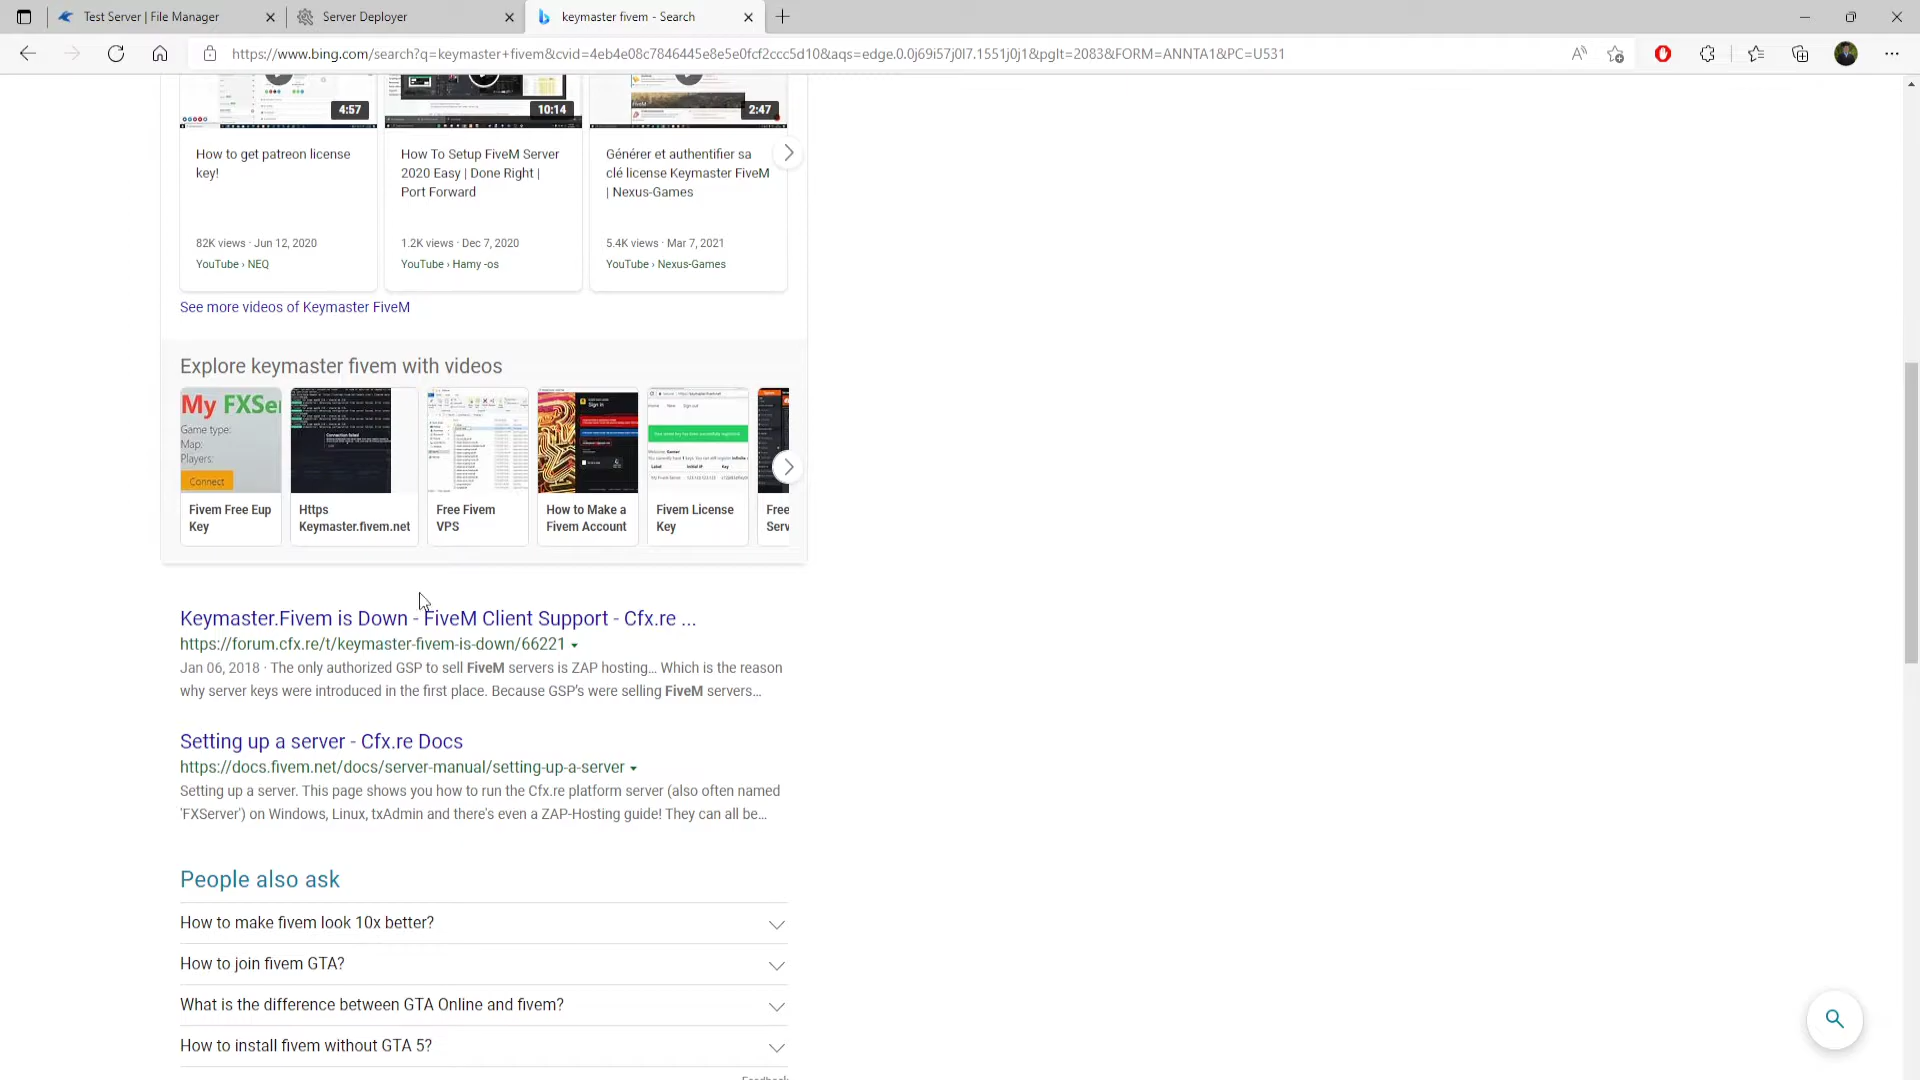 Test Server | File Manager
Server Deployer
keymaster fivem - Search
https://www.bing.com/search?q=keymaster+fivem&cvid=4eb4e08c7846445e8e5e0fcf2ccc5d10&aqs=edge.0.0j69i57j0l7.1551j0j1&pglt=2083&FORM=ANNTA1&PC=U531
4:57
10:14
2:47
How to get patreon license
key!
82K views · Jun 12, 2020
YouTube › NEQ
How To Setup FiveM Server
2020 Easy | Done Right |
Port Forward
1.2K views · Dec 7, 2020
YouTube › Hamy -os
Générer et authentifier sa
clé license Keymaster FiveM
| Nexus-Games
5.4K views · Mar 7, 2021
YouTube › Nexus-Games
See more videos of Keymaster FiveM
Explore keymaster fivem with videos
My FXSer
Game type:
Map:
Players:
Connect
Fivem Free Eup
Key
Https
Keymaster.fivem.net
Free Fivem
VPS
Sign in
How to Make a
Fivem Account
Fivem License
Key
Free
Serv
Keymaster.Fivem is Down - FiveM Client Support - Cfx.re ...
https://forum.cfx.re/t/keymaster-fivem-is-down/66221
Jan 06, 2018 · The only authorized GSP to sell FiveM servers is ZAP hosting... Which is the reason
why server keys were introduced in the first place. Because GSP's were selling FiveM servers...
Setting up a server - Cfx.re Docs
https://docs.fivem.net/docs/server-manual/setting-up-a-server
Setting up a server. This page shows you how to run the Cfx.re platform server (also often named
'FXServer') on Windows, Linux, txAdmin and there's even a ZAP-Hosting guide! They can all be...
People also ask
How to make fivem look 10x better?
How to join fivem GTA?
What is the difference between GTA Online and fivem?
How to install fivem without GTA 5?